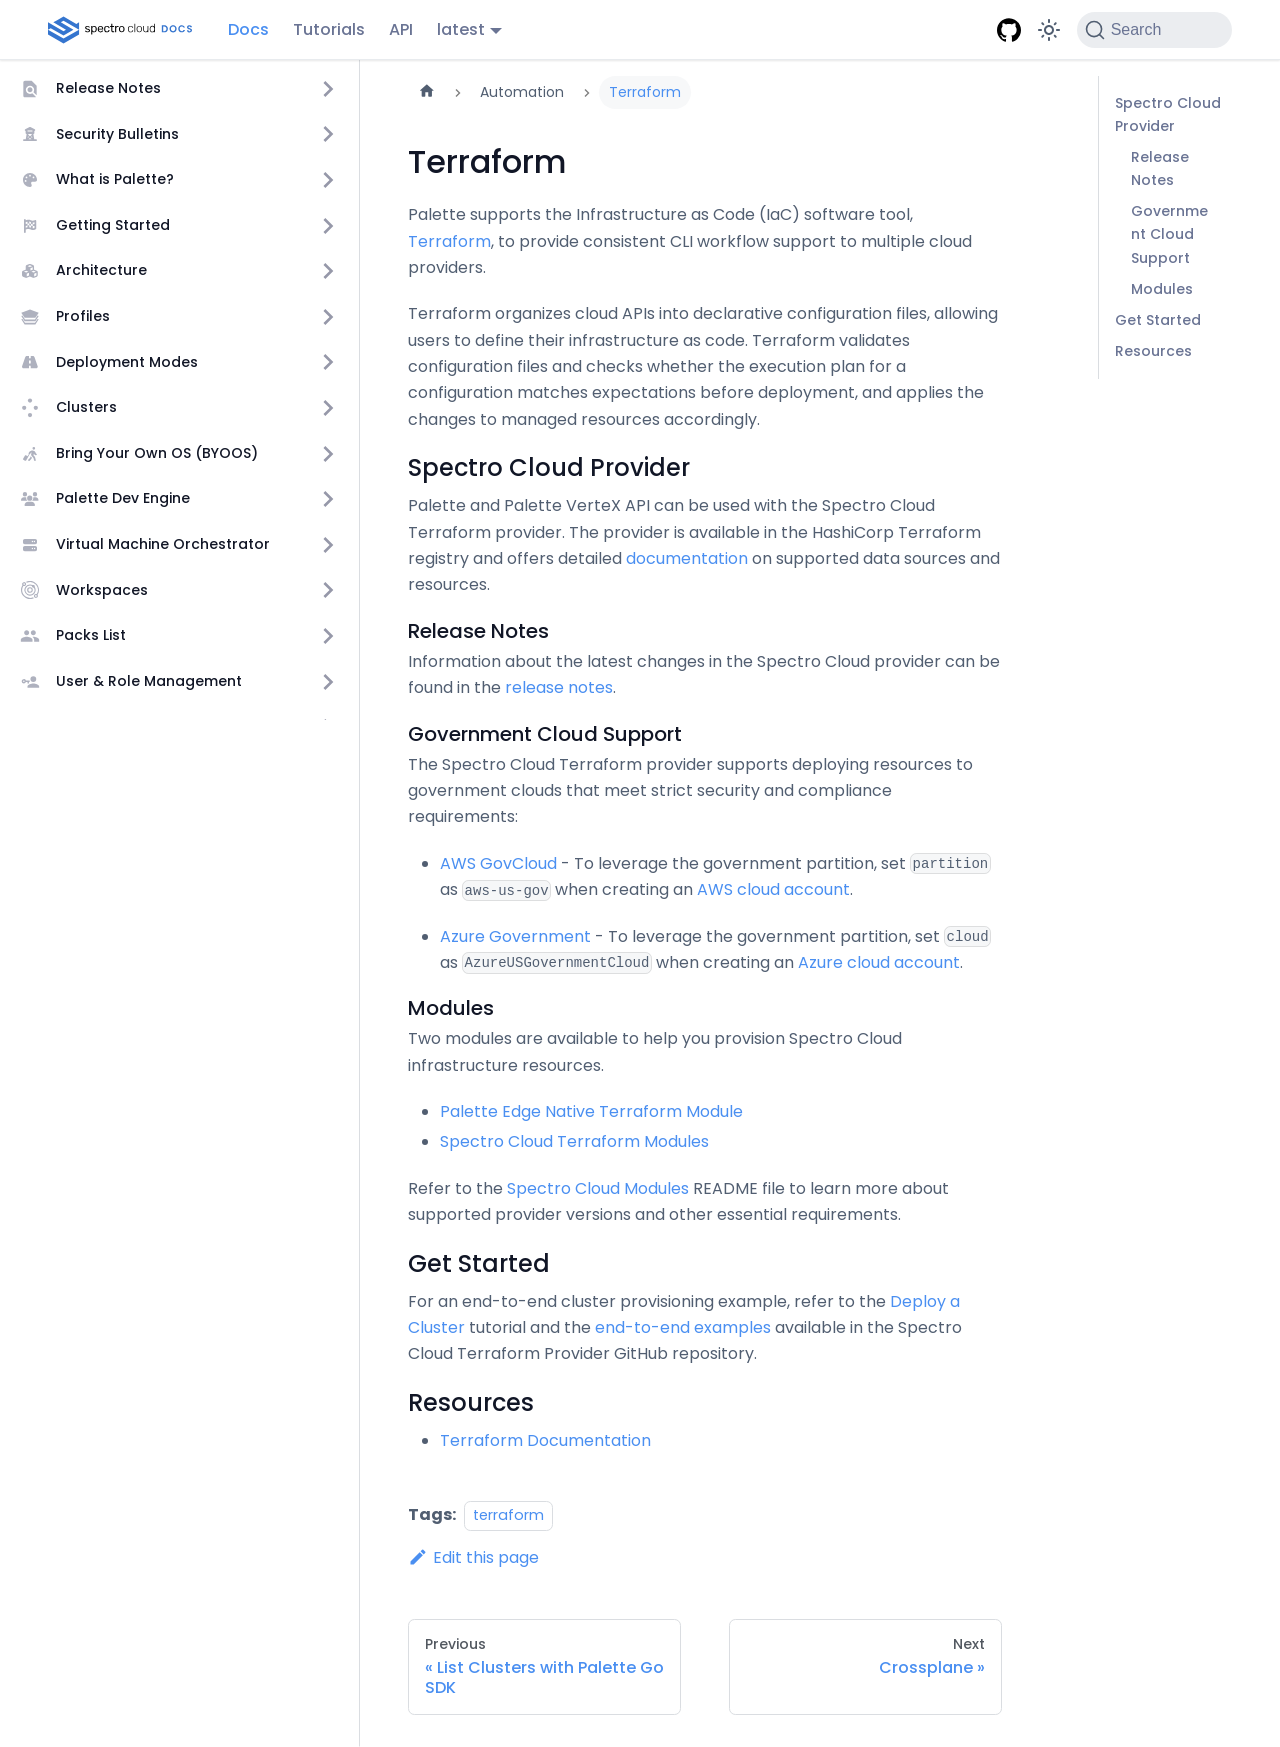 spectro cloud DOCS
Docs
Tutorials
API
latest
Search
Release Notes
Security Bulletins
What is Palette?
Getting Started
Architecture
Profiles
Deployment Modes
Clusters
Bring Your Own OS (BYOOS)
Palette Dev Engine
Virtual Machine Orchestrator
Workspaces
Packs List
User & Role Management
Automation
Terraform
Terraform
Palette supports the Infrastructure as Code (IaC) software tool,
Terraform, to provide consistent CLI workflow support to multiple cloud
providers.
Terraform organizes cloud APIs into declarative configuration files, allowing
users to define their infrastructure as code. Terraform validates
configuration files and checks whether the execution plan for a
configuration matches expectations before deployment, and applies the
changes to managed resources accordingly.
Spectro Cloud Provider
Palette and Palette VerteX API can be used with the Spectro Cloud
Terraform provider. The provider is available in the HashiCorp Terraform
registry and offers detailed documentation on supported data sources and
resources.
Release Notes
Information about the latest changes in the Spectro Cloud provider can be
found in the release notes.
Government Cloud Support
The Spectro Cloud Terraform provider supports deploying resources to
government clouds that meet strict security and compliance
requirements:
AWS GovCloud - To leverage the government partition, set partition
as aws-us-gov when creating an AWS cloud account.
Azure Government - To leverage the government partition, set cloud
as AzureUSGovernmentCloud when creating an Azure cloud account.
Modules
Two modules are available to help you provision Spectro Cloud
infrastructure resources.
Palette Edge Native Terraform Module
Spectro Cloud Terraform Modules
Refer to the Spectro Cloud Modules README file to learn more about
supported provider versions and other essential requirements.
Get Started
For an end-to-end cluster provisioning example, refer to the Deploy a
Cluster tutorial and the end-to-end examples available in the Spectro
Cloud Terraform Provider GitHub repository.
Resources
Terraform Documentation
Tags: terraform
Edit this page
Previous
« List Clusters with Palette Go
SDK
Next
Crossplane »
Spectro Cloud
Provider
Release
Notes
Governme
nt Cloud
Support
Modules
Get Started
Resources